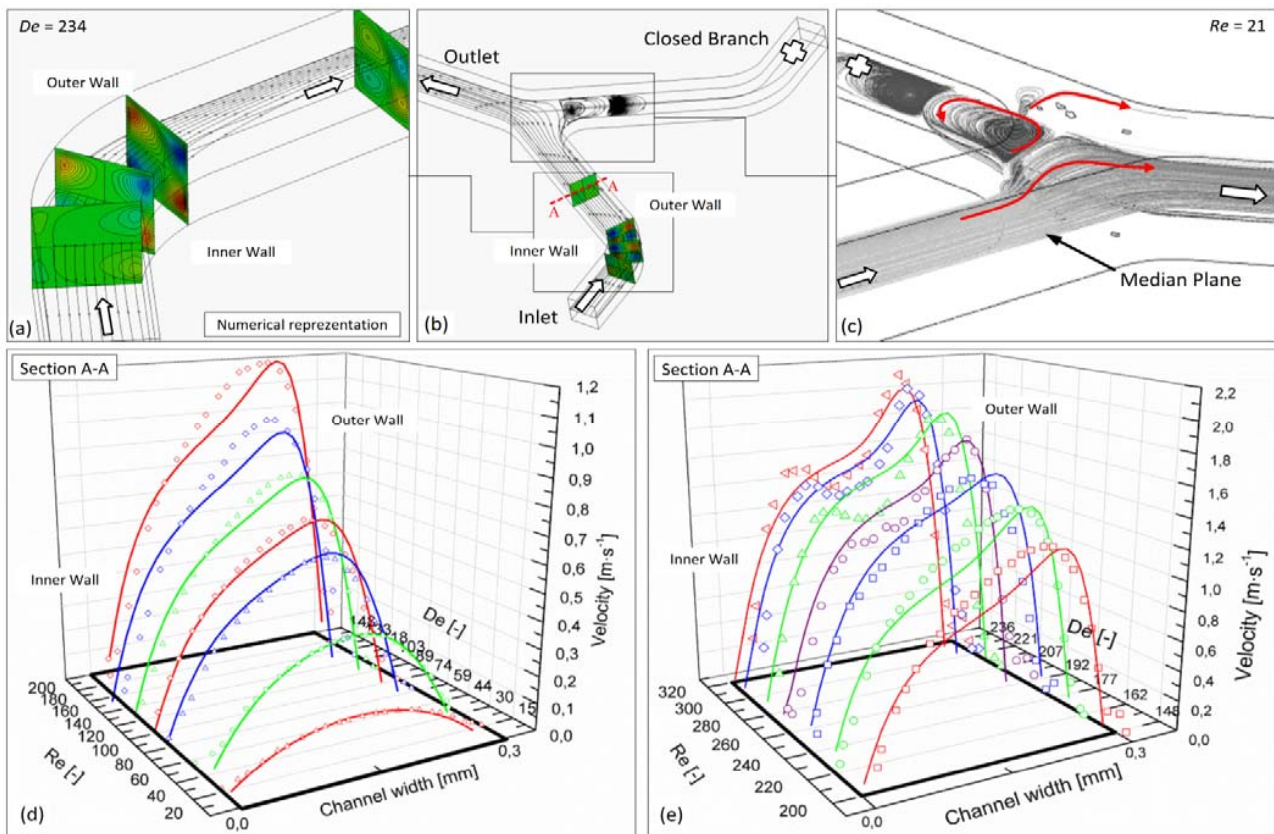 De = 234
Outer Wall
Inner Wall
(a)
Numerical reprezentation
Outlet
Closed Branch
A
A
Outer Wall
Inner Wall
(b)
Inlet
Re = 21
Median Plane
(c)
Section A-A
Outer Wall
Inner Wall
1,2
1,1
1,0
0,9
0,8
0,7
0,6
0,5
0,4
0,3
0,2
0,1
0,0
Velocity [m·s-1]
De [-]
103
89
74
59
44
30
15
200
180
160
140
120
100
80
60
40
20
Re [-]
0,0
Channel width [mm]
0,3
(d)
Section A-A
Outer Wall
Inner Wall
2,2
2,0
1,8
1,6
1,4
1,2
1,0
0,8
0,6
0,4
0,2
0,0
Velocity [m·s-1]
De [-]
236
221
207
192
162
148
320
300
280
260
240
220
200
Re [-]
0,0
Channel width [mm]
0,3
(e)